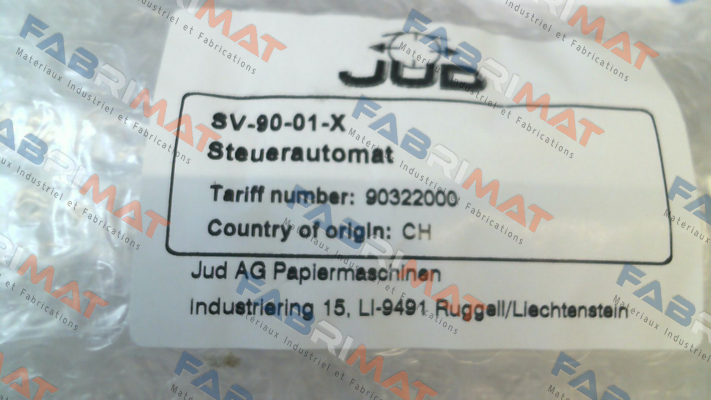 JUD
SV-90-01-X
Steuerautomat
Tariff number: 90322000
Country of origin: CH
Jud AG Papiermaschinen
Industriering 15, LI-9491 Ruggell/Liechtenstein
FABRIMAT
Materiaux Industriel et Fabrications